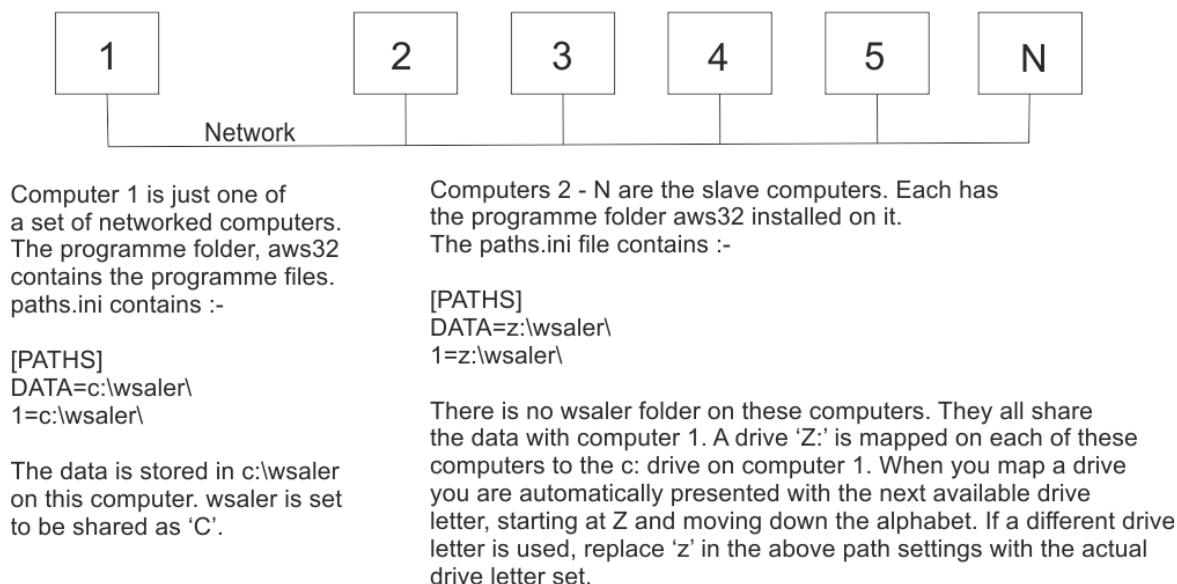 1
2
3
4
5
N
Network
Computer 1 is just one of
a set of networked computers.
The programme folder, aws32
contains the programme files.
paths.ini contains :-
[PATHS]
DATA=c:\wsaler\
1=c:\wsaler\
The data is stored in c:\wsaler
on this computer. wsaler is set
to be shared as ‘C’.
Computers 2 - N are the slave computers. Each has
the programme folder aws32 installed on it.
The paths.ini file contains :-
[PATHS]
DATA=z:\wsaler\
1=z:\wsaler\
There is no wsaler folder on these computers. They all share
the data with computer 1. A drive ‘Z:’ is mapped on each of these
computers to the c: drive on computer 1. When you map a drive
you are automatically presented with the next available drive
letter, starting at Z and moving down the alphabet. If a different drive
letter is used, replace ‘z’ in the above path settings with the actual
drive letter set.